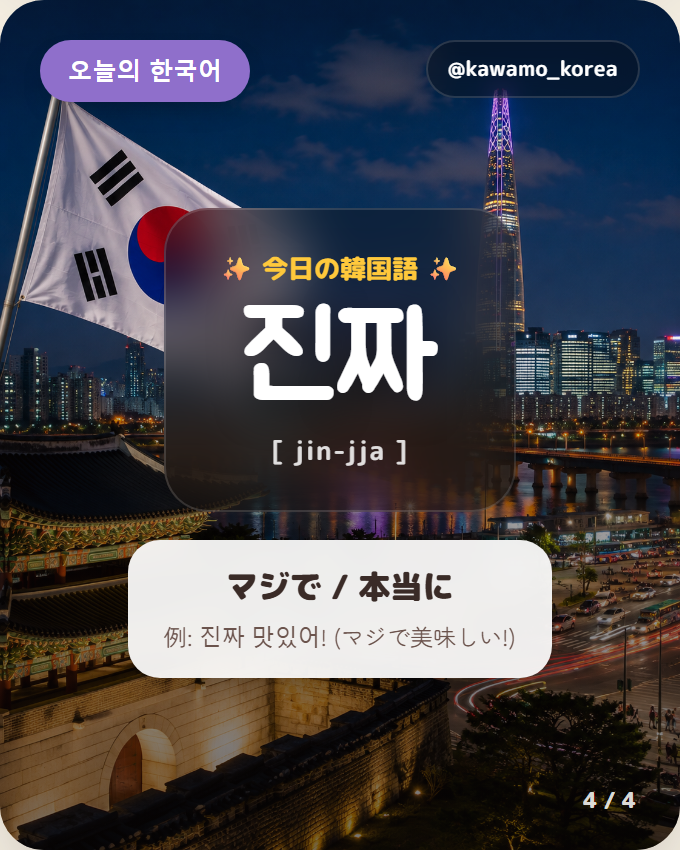 오늘의 한국어
@kawamo_korea
✨ 今日の韓国語 ✨
진짜
[ jin-jja ]
マジで / 本当に
例: 진짜 맛있어! (マジで美味しい!)
4 / 4